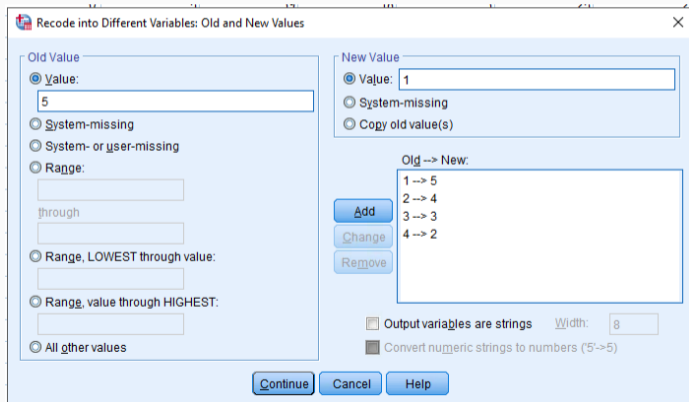 Recode into Different Variables: Old and New Values
Old Value
Value:
5
System-missing
System- or user-missing
Range:
through
Range, LOWEST through value:
Range, value through HIGHEST:
All other values
New Value
Value: 1
System-missing
Copy old value(s)
Old --> New:
1 --> 5
2 --> 4
3 --> 3
4 --> 2
Add
Change
Remove
Output variables are strings Width: 8
Convert numeric strings to numbers ('5'->5)
Continue Cancel Help